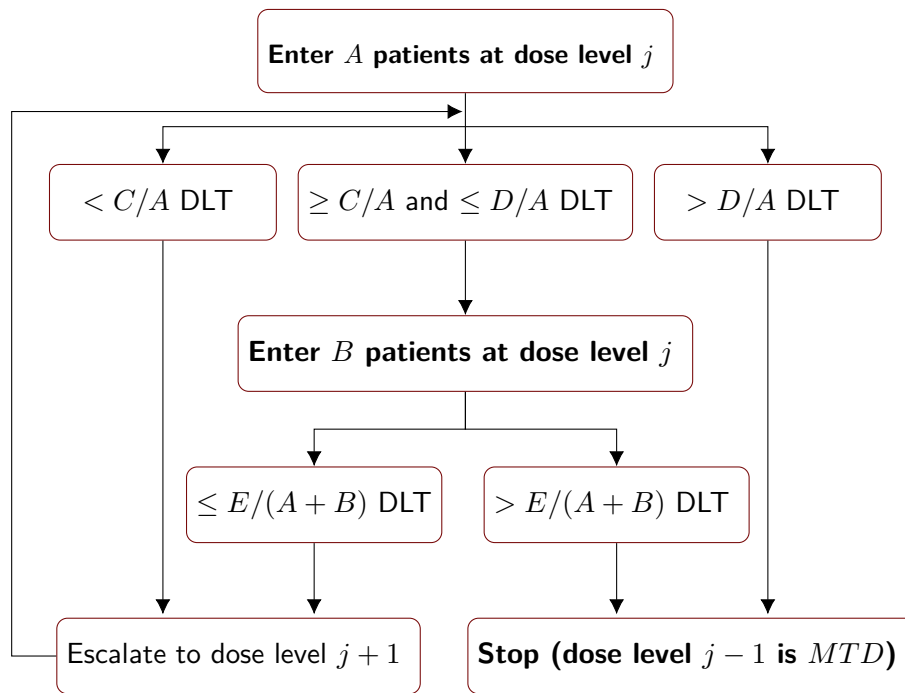 Enter A patients at dose level j
< C/A DLT
≥ C/A and ≤ D/A DLT
> D/A DLT
Enter B patients at dose level j
≤ E/(A + B) DLT
> E/(A + B) DLT
Escalate to dose level j + 1
Stop (dose level j − 1 is MTD)